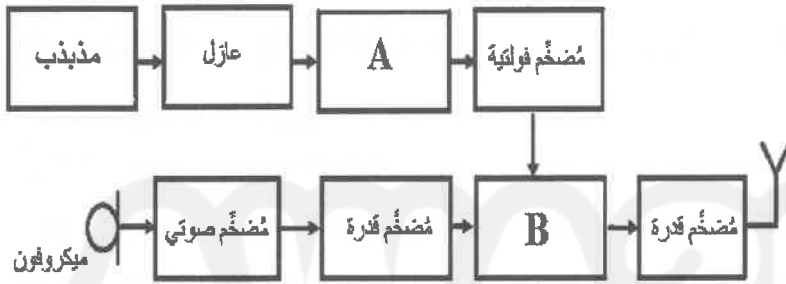 مذبذب
عازل
A
مُضخِّم فولتية
ميكروفون
مُضخِّم صوتي
مُضخِّم قدرة
B
مُضخِّم قدرة